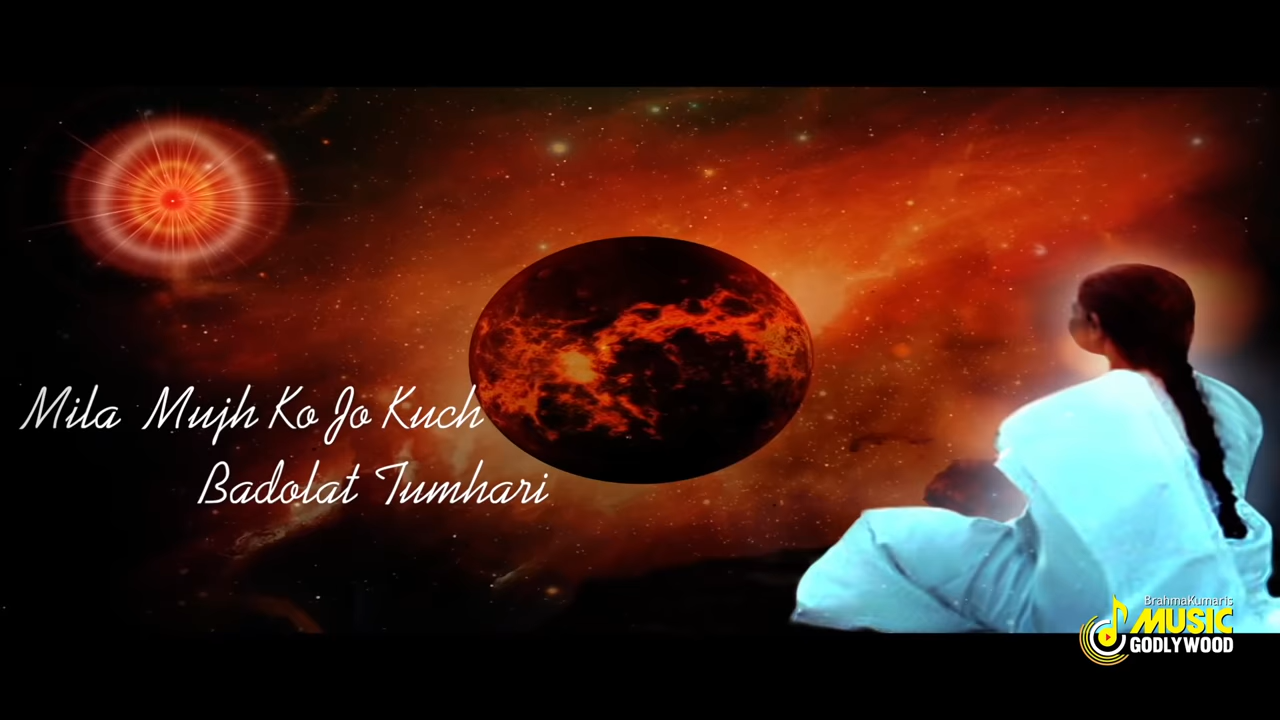 Mila Mujh Ko Jo Kuch
Badolat Tumhari
BrahmaKumaris
MUSIC
GODLYWOOD